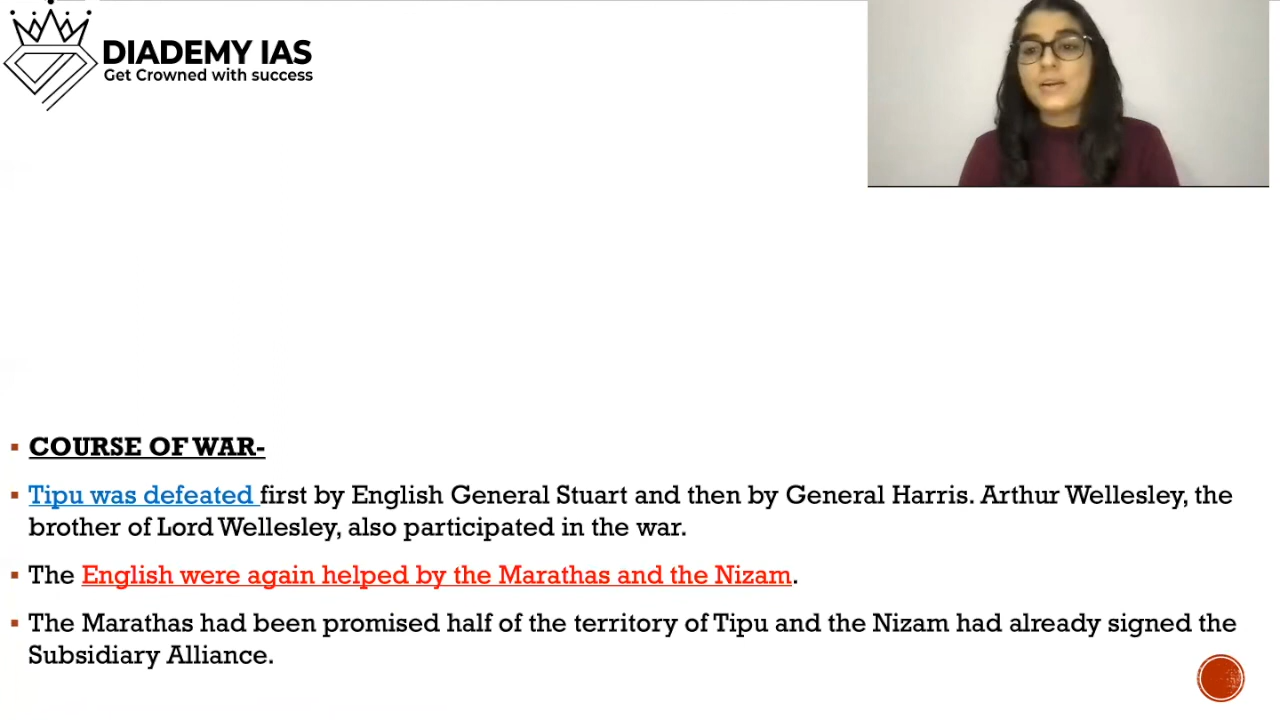 DIADEMY IAS
Get Crowned with success
COURSE OF WAR-
Tipu was defeated first by English General Stuart and then by General Harris. Arthur Wellesley, the
brother of Lord Wellesley, also participated in the war.
The English were again helped by the Marathas and the Nizam.
The Marathas had been promised half of the territory of Tipu and the Nizam had already signed the
Subsidiary Alliance.